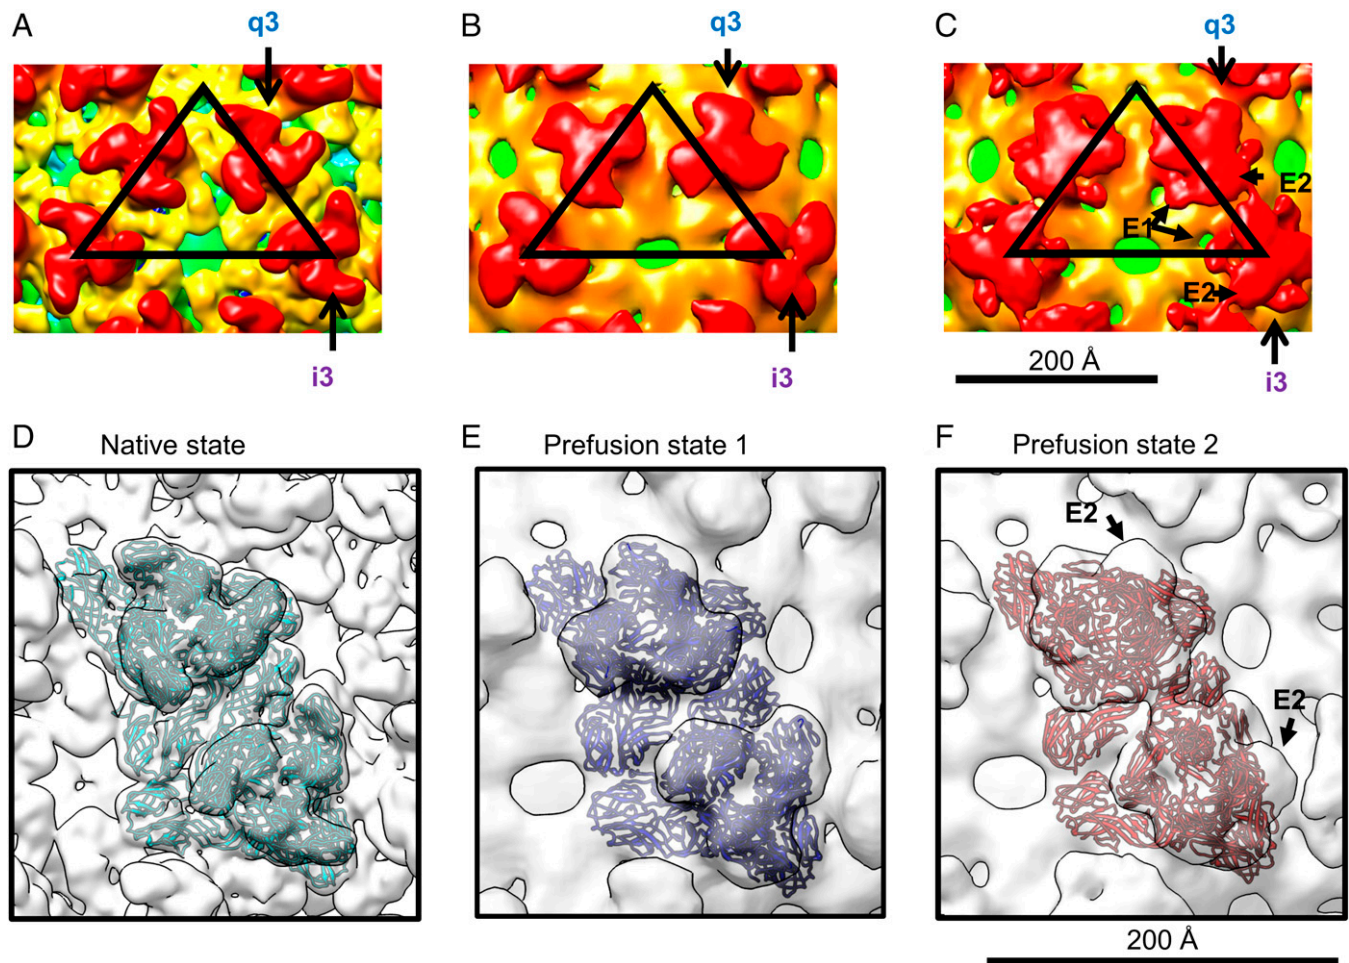 A
q3
B
q3
C
q3
E2
E1
E2
i3
i3
200 Å
i3
D
Native state
E
Prefusion state 1
F
Prefusion state 2
E2
E2
200 Å